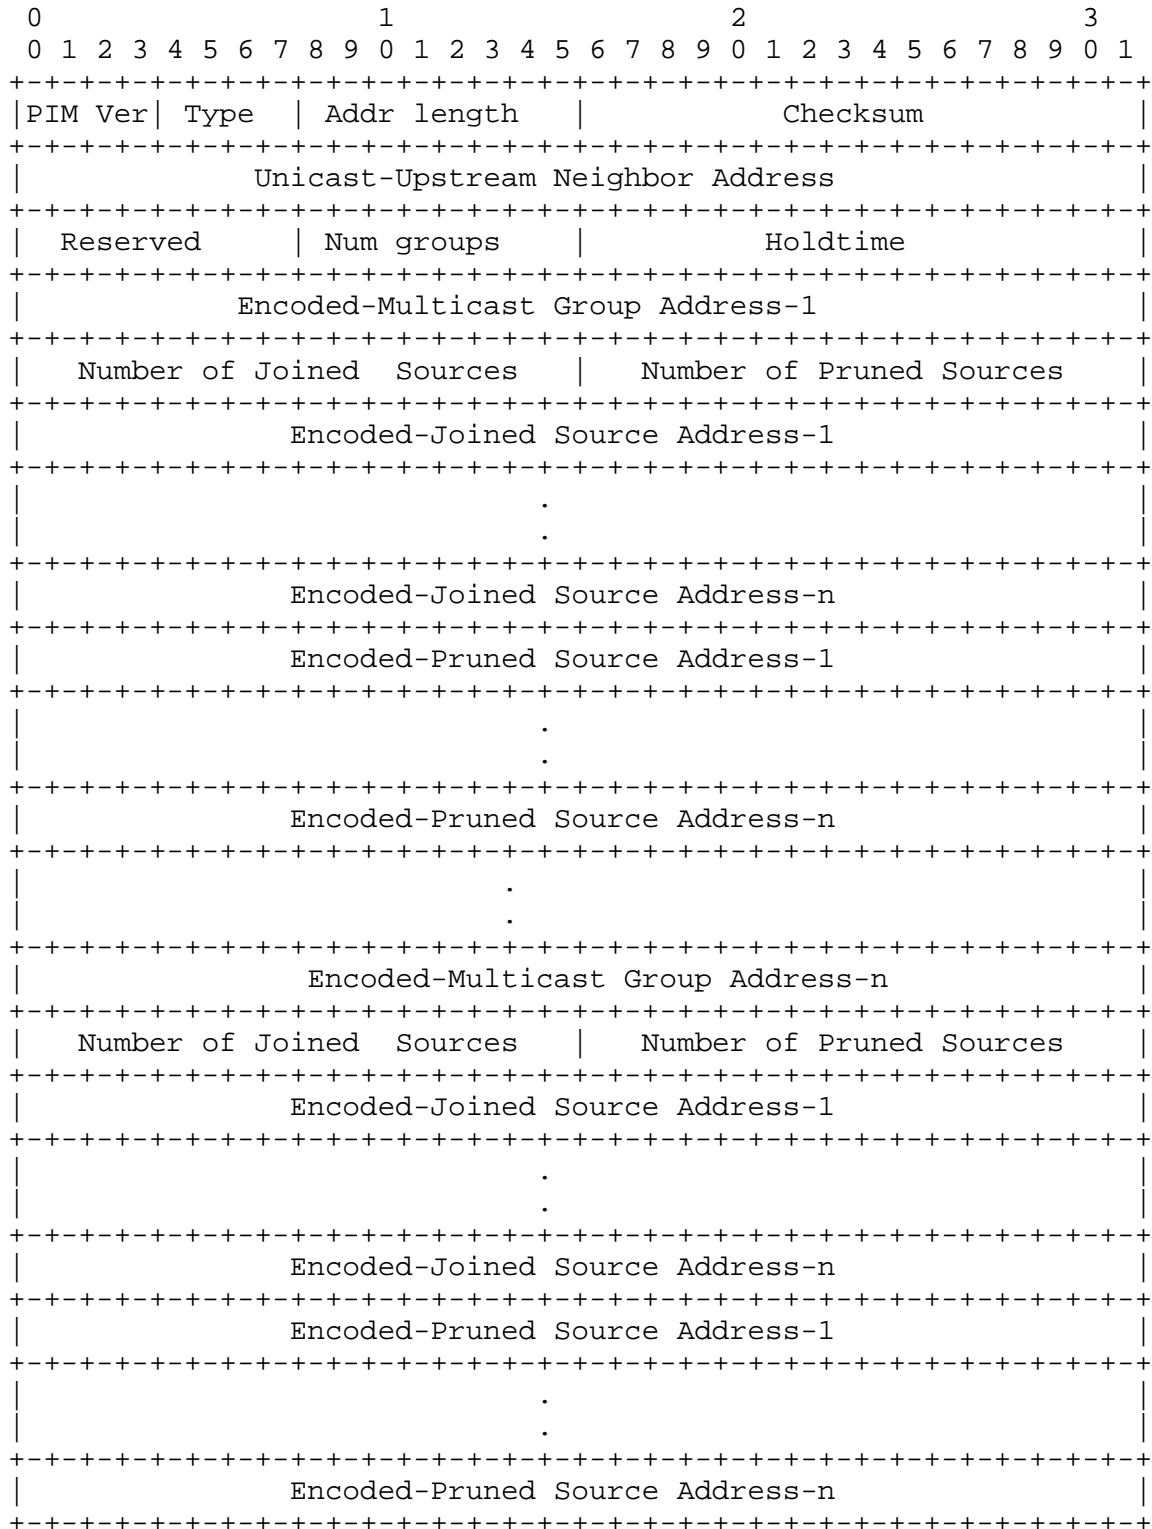 0                   1                   2                   3
 0 1 2 3 4 5 6 7 8 9 0 1 2 3 4 5 6 7 8 9 0 1 2 3 4 5 6 7 8 9 0 1
+-+-+-+-+-+-+-+-+-+-+-+-+-+-+-+-+-+-+-+-+-+-+-+-+-+-+-+-+-+-+-+-+
|PIM Ver| Type  | Addr length   |           Checksum            |
+-+-+-+-+-+-+-+-+-+-+-+-+-+-+-+-+-+-+-+-+-+-+-+-+-+-+-+-+-+-+-+-+
|             Unicast-Upstream Neighbor Address                 |
+-+-+-+-+-+-+-+-+-+-+-+-+-+-+-+-+-+-+-+-+-+-+-+-+-+-+-+-+-+-+-+-+
|  Reserved     | Num groups    |          Holdtime             |
+-+-+-+-+-+-+-+-+-+-+-+-+-+-+-+-+-+-+-+-+-+-+-+-+-+-+-+-+-+-+-+-+
|            Encoded-Multicast Group Address-1                  |
+-+-+-+-+-+-+-+-+-+-+-+-+-+-+-+-+-+-+-+-+-+-+-+-+-+-+-+-+-+-+-+-+
|   Number of Joined  Sources   |   Number of Pruned Sources    |
+-+-+-+-+-+-+-+-+-+-+-+-+-+-+-+-+-+-+-+-+-+-+-+-+-+-+-+-+-+-+-+-+
|               Encoded-Joined Source Address-1                 |
+-+-+-+-+-+-+-+-+-+-+-+-+-+-+-+-+-+-+-+-+-+-+-+-+-+-+-+-+-+-+-+-+
|                             .                                 |
|                             .                                 |
+-+-+-+-+-+-+-+-+-+-+-+-+-+-+-+-+-+-+-+-+-+-+-+-+-+-+-+-+-+-+-+-+
|               Encoded-Joined Source Address-n                 |
+-+-+-+-+-+-+-+-+-+-+-+-+-+-+-+-+-+-+-+-+-+-+-+-+-+-+-+-+-+-+-+-+
|               Encoded-Pruned Source Address-1                 |
+-+-+-+-+-+-+-+-+-+-+-+-+-+-+-+-+-+-+-+-+-+-+-+-+-+-+-+-+-+-+-+-+
|                             .                                 |
|                             .                                 |
+-+-+-+-+-+-+-+-+-+-+-+-+-+-+-+-+-+-+-+-+-+-+-+-+-+-+-+-+-+-+-+-+
|               Encoded-Pruned Source Address-n                 |
+-+-+-+-+-+-+-+-+-+-+-+-+-+-+-+-+-+-+-+-+-+-+-+-+-+-+-+-+-+-+-+-+
|                           .                                   |
|                           .                                   |
+-+-+-+-+-+-+-+-+-+-+-+-+-+-+-+-+-+-+-+-+-+-+-+-+-+-+-+-+-+-+-+-+
|                Encoded-Multicast Group Address-n              |
+-+-+-+-+-+-+-+-+-+-+-+-+-+-+-+-+-+-+-+-+-+-+-+-+-+-+-+-+-+-+-+-+
|   Number of Joined  Sources   |   Number of Pruned Sources    |
+-+-+-+-+-+-+-+-+-+-+-+-+-+-+-+-+-+-+-+-+-+-+-+-+-+-+-+-+-+-+-+-+
|               Encoded-Joined Source Address-1                 |
+-+-+-+-+-+-+-+-+-+-+-+-+-+-+-+-+-+-+-+-+-+-+-+-+-+-+-+-+-+-+-+-+
|                             .                                 |
|                             .                                 |
+-+-+-+-+-+-+-+-+-+-+-+-+-+-+-+-+-+-+-+-+-+-+-+-+-+-+-+-+-+-+-+-+
|               Encoded-Joined Source Address-n                 |
+-+-+-+-+-+-+-+-+-+-+-+-+-+-+-+-+-+-+-+-+-+-+-+-+-+-+-+-+-+-+-+-+
|               Encoded-Pruned Source Address-1                 |
+-+-+-+-+-+-+-+-+-+-+-+-+-+-+-+-+-+-+-+-+-+-+-+-+-+-+-+-+-+-+-+-+
|                             .                                 |
|                             .                                 |
+-+-+-+-+-+-+-+-+-+-+-+-+-+-+-+-+-+-+-+-+-+-+-+-+-+-+-+-+-+-+-+-+
|               Encoded-Pruned Source Address-n                 |
+-+-+-+-+-+-+-+-+-+-+-+-+-+-+-+-+-+-+-+-+-+-+-+-+-+-+-+-+-+-+-+-+